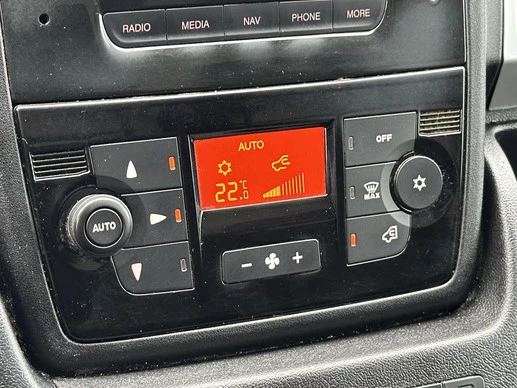 RADIO MEDIA NAV PHONE MORE
AUTO
OFF
22.0 °C
MAX
AUTO
- +